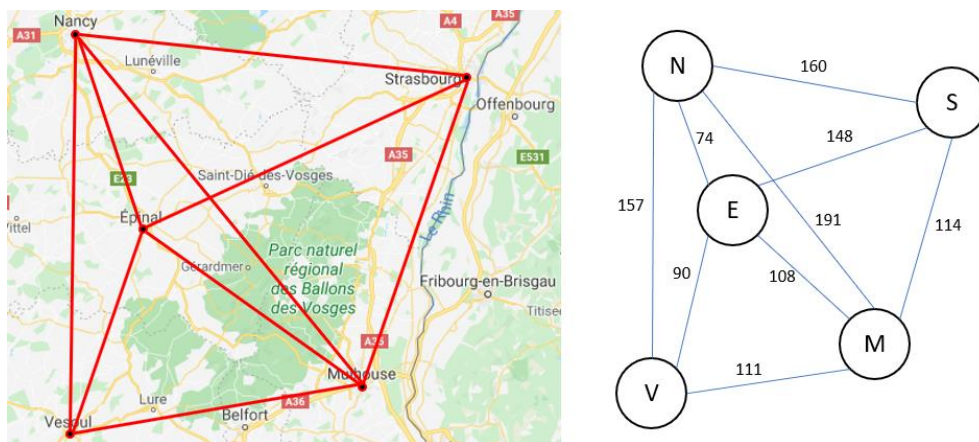 Nancy
A31
Lunéville
A4
A35
Strasbourg
Offenbourg
E531
A35
E23
Saint-Dié-des-Vosges
Épinal
Vittel
Le Rhin
Parc naturel
régional
des Ballons
des Vosges
Gérardmer
Fribourg-en-Brisgau
Titisee
A35
Mulhouse
A36
Lure
Belfort
Vesoul
N
160
S
74
148
E
157
191
114
90
108
M
111
V